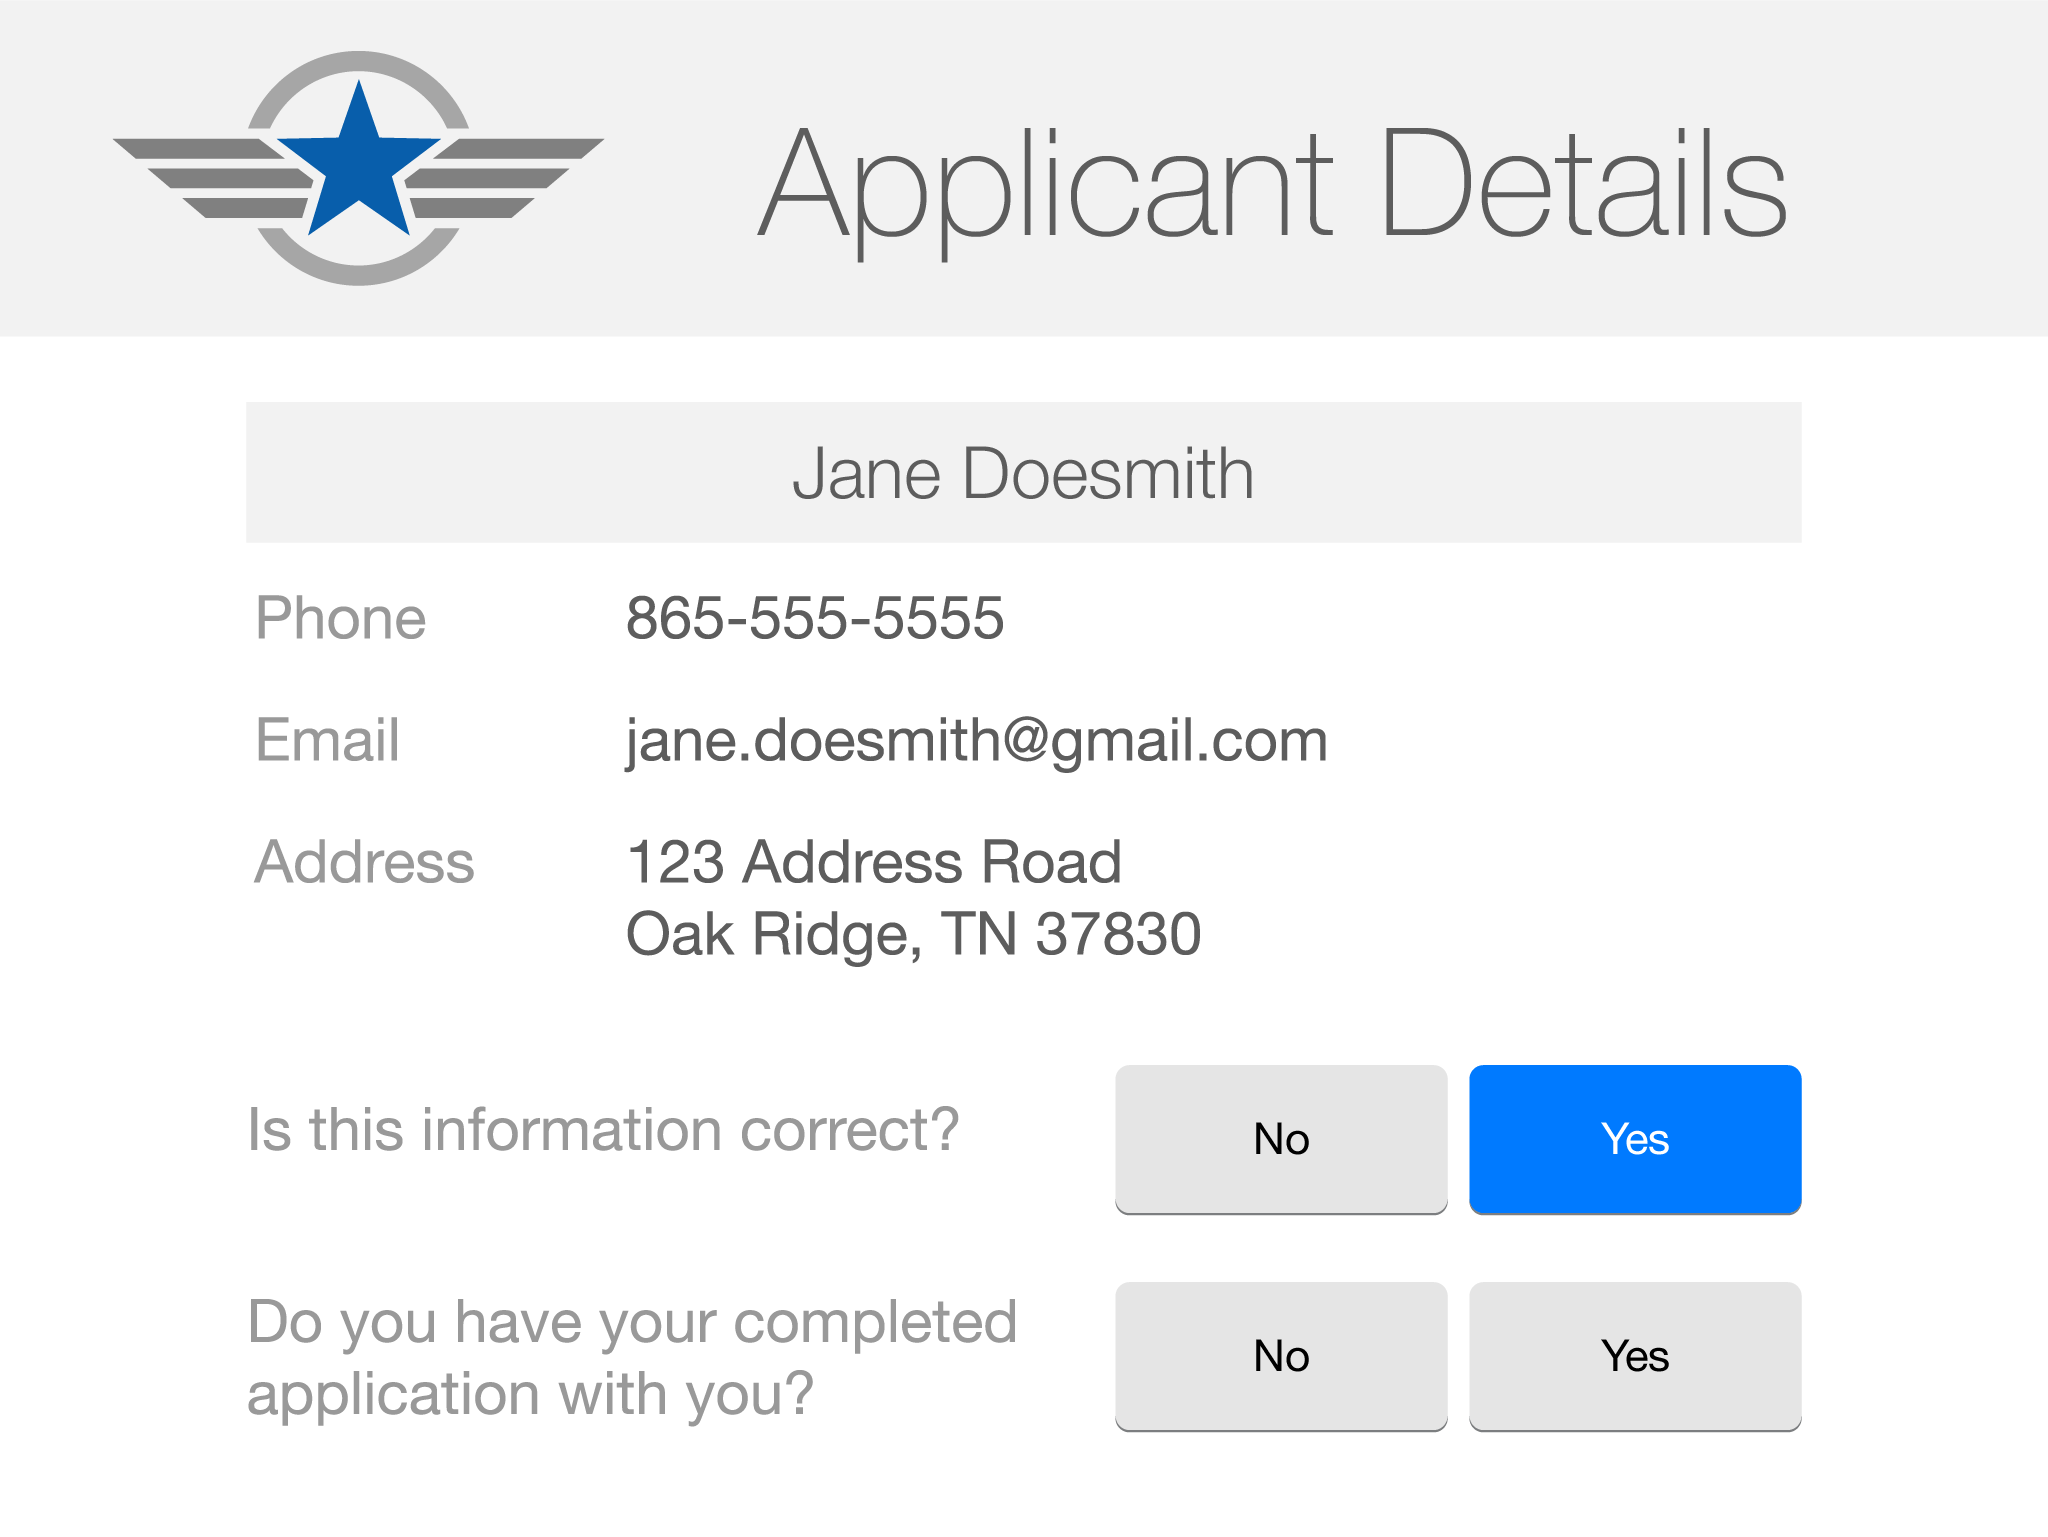 Applicant Details
Jane Doesmith
Phone 865-555-5555
Email jane.doesmith@gmail.com
Address 123 Address Road
Oak Ridge, TN 37830
Is this information correct? No Yes
Do you have your completed
application with you? No Yes